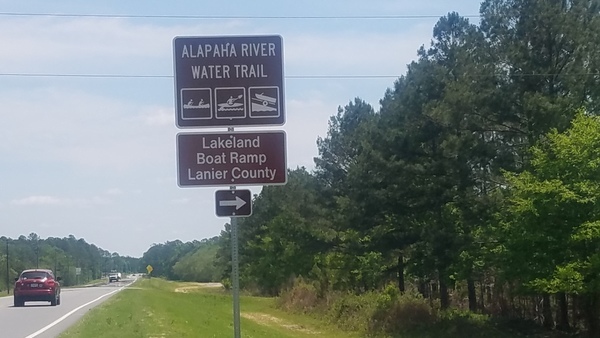 ALAPAHA RIVER
WATER TRAIL
Lakeland
Boat Ramp
Lanier County